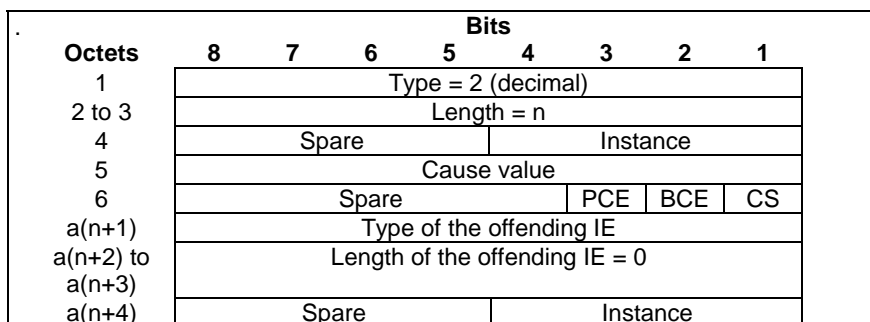 . Bits
Octets 8 7 6 5 4 3 2 1
1 Type = 2 (decimal)
2 to 3 Length = n
4 Spare Instance
5 Cause value
6 Spare PCE BCE CS
a(n+1) Type of the offending IE
a(n+2) to Length of the offending IE = 0
a(n+3)
a(n+4) Spare Instance